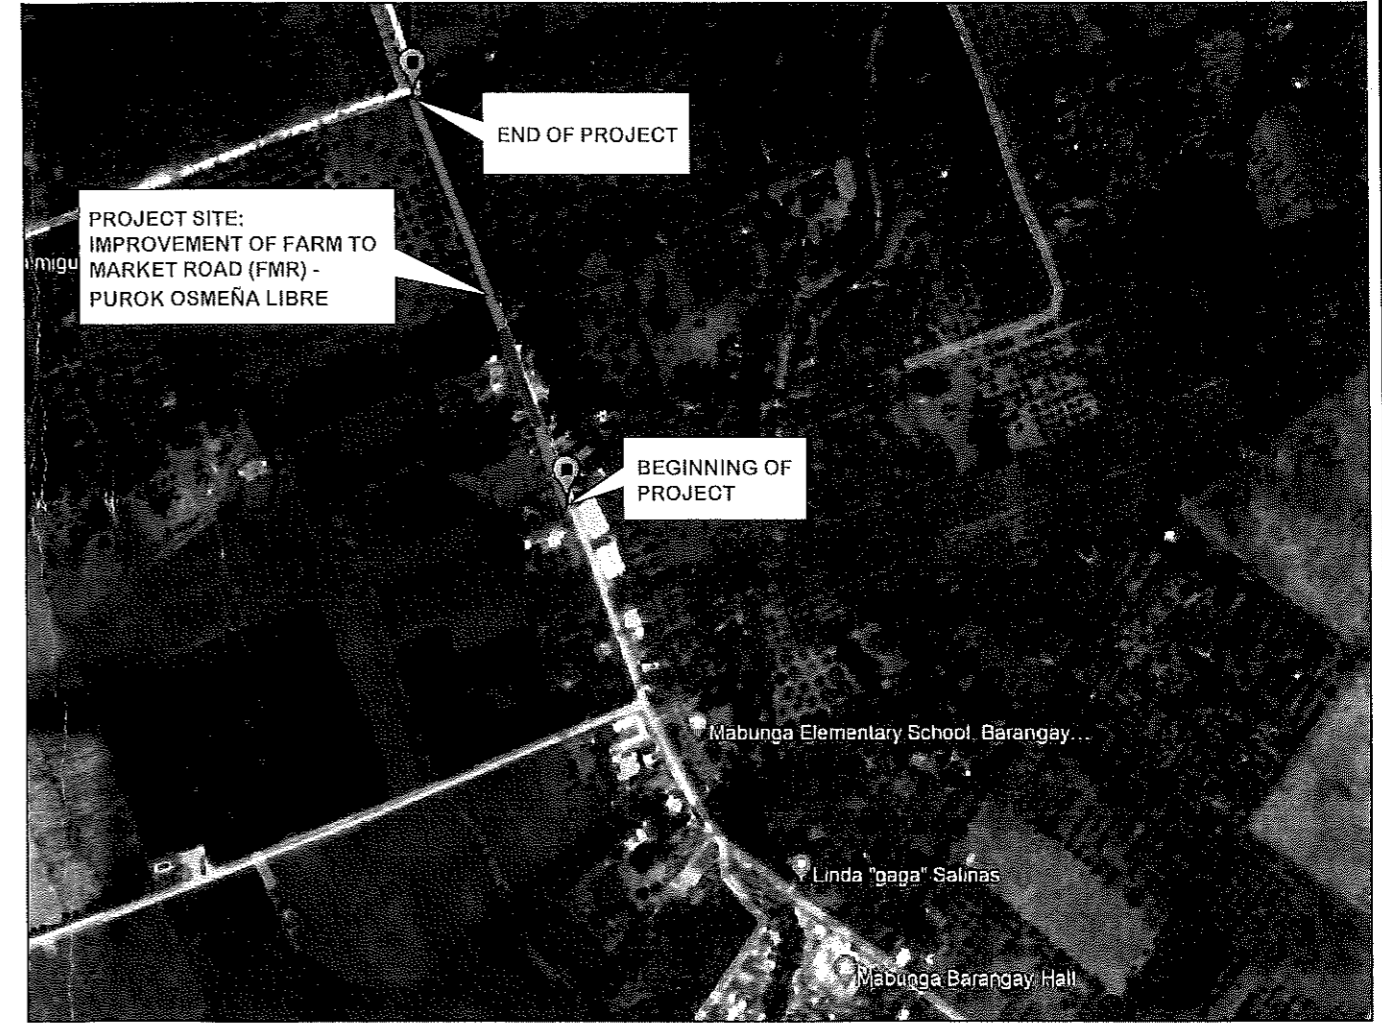 END OF PROJECT
PROJECT SITE:
IMPROVEMENT OF FARM TO
MARKET ROAD (FMR) -
PUROK OSMEÑA LIBRE
migu
BEGINNING OF
PROJECT
Mabunga Elementary School, Barangay...
Linda "gaga" Salinas
Mabunga Barangay Hall